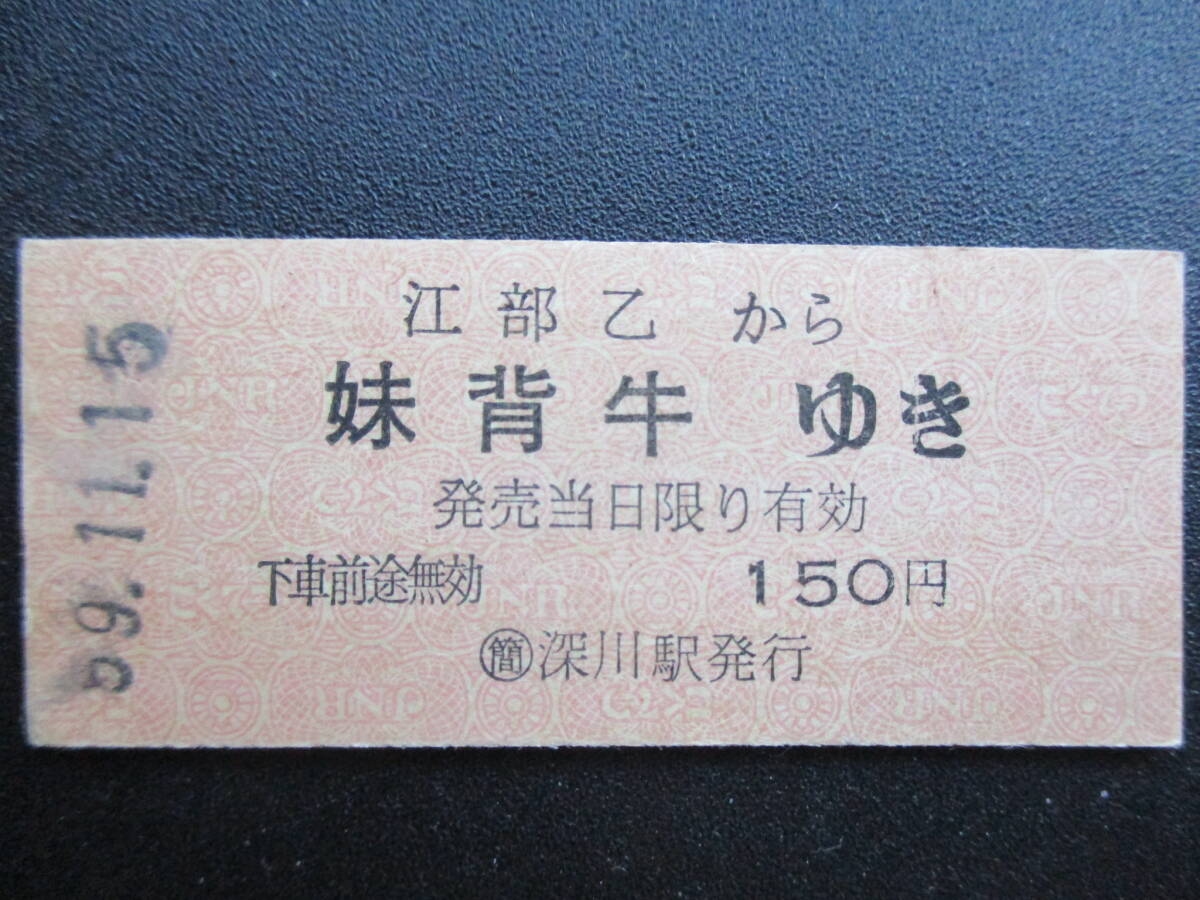 江部乙 から
妹背牛 ゆき
発売当日限り有効
下車前途無効 150円
㊙深川駅発行
59.11.15